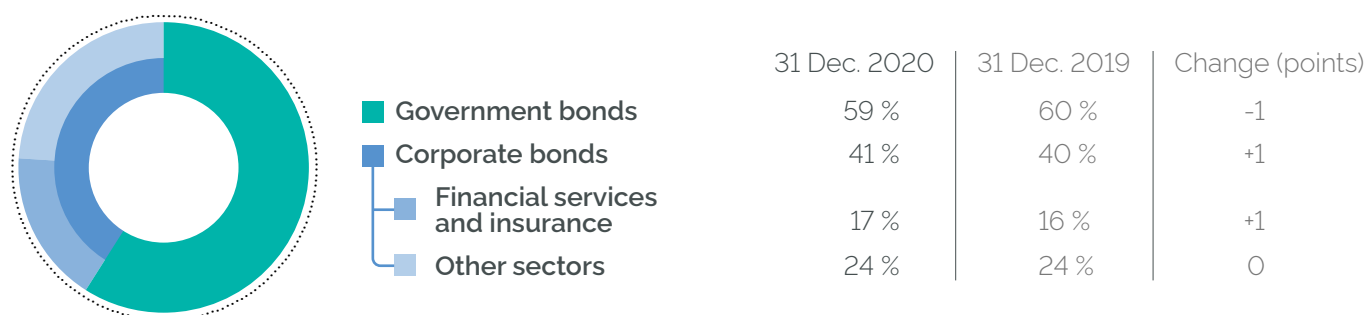 31 Dec. 2020 31 Dec. 2019 Change (points)
Government bonds 59 % 60 % -1
Corporate bonds 41 % 40 % +1
Financial services
and insurance 17 % 16 % +1
Other sectors 24 % 24 % 0